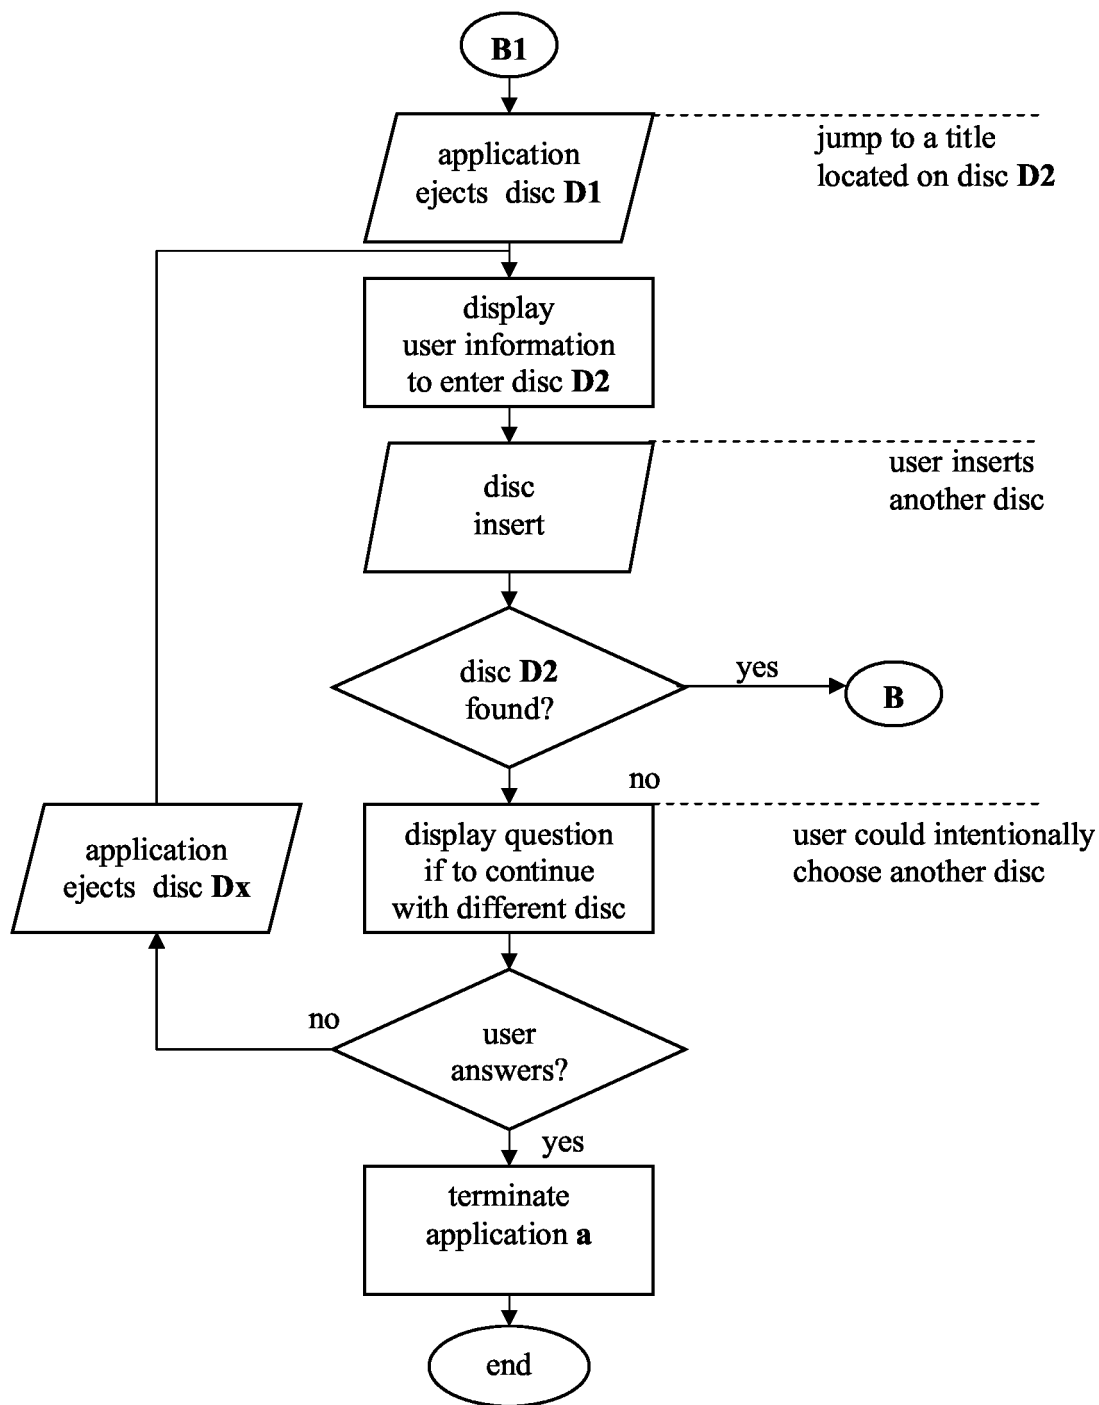 B1
application
ejects disc D1
jump to a title
located on disc D2
display
user information
to enter disc D2
disc
insert
user inserts
another disc
disc D2
found?
yes
B
no
application
ejects disc Dx
display question
if to continue
with different disc
user could intentionally
choose another disc
no
user
answers?
yes
terminate
application a
end